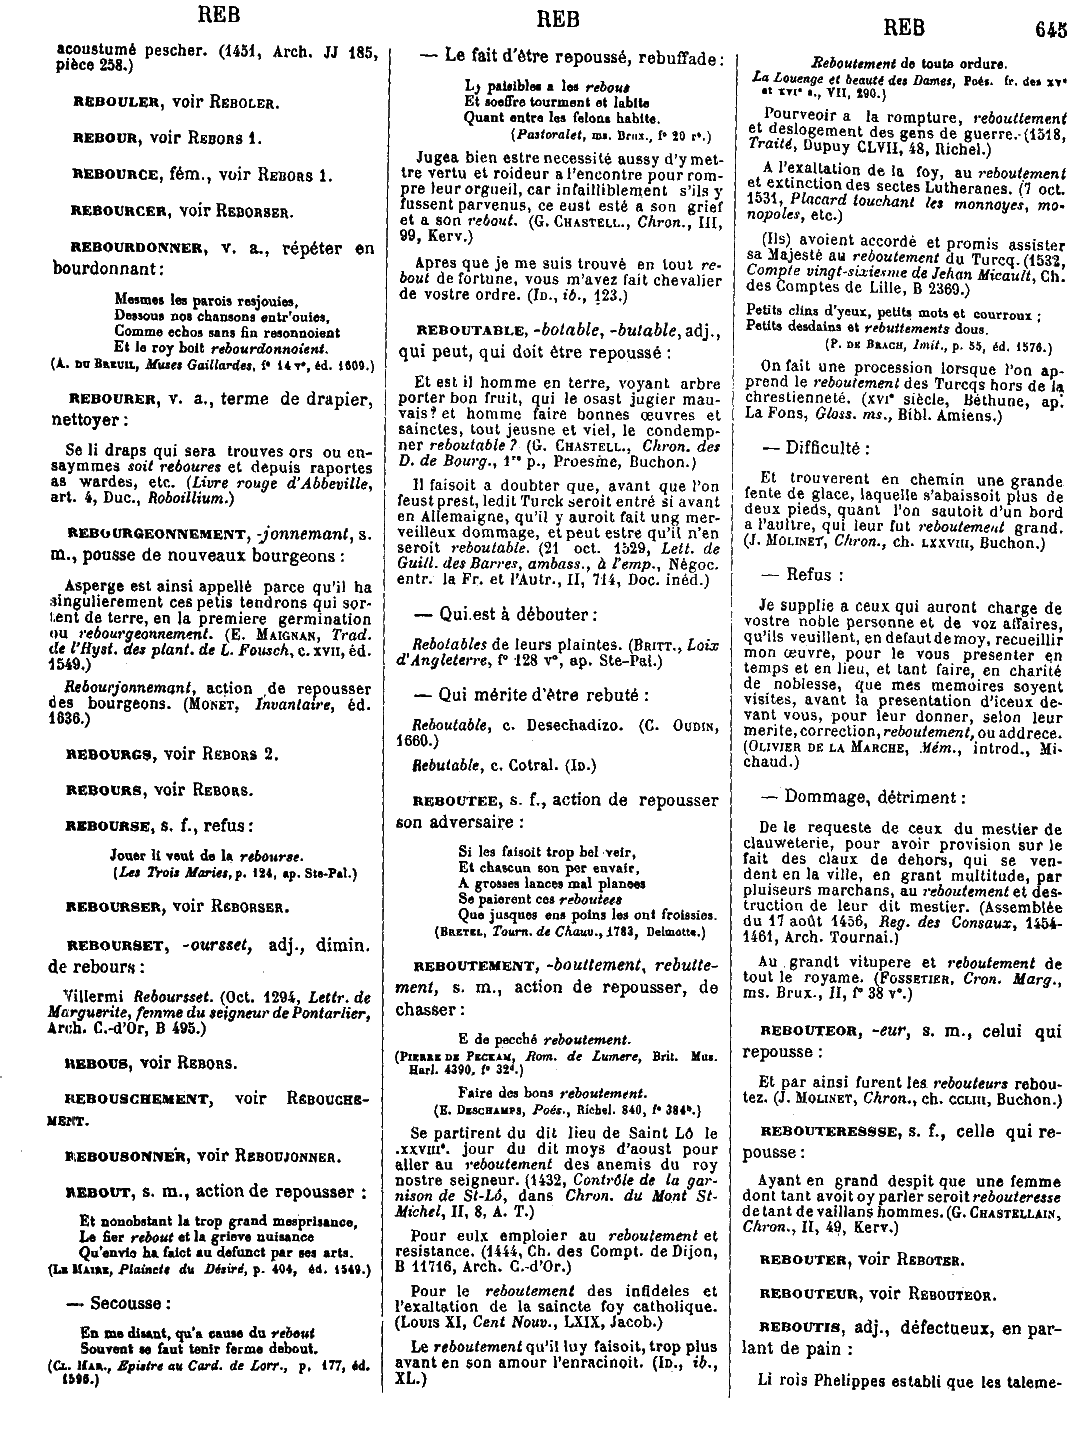 REB
REB
REB 645
acoustumé pescher. (1451, Arch. JJ 185,
pièce 258.)
REBOULER, voir REBOLER.
REBOUR, voir REBORS 1.
REBOURCE, fém., voir REBORS 1.
REBOURCER, voir REBORSER.
REBOURDONNER, v. a., répéter en
bourdonnant :
Mesmes les parois resjouies,
Dessous nos chansons entr'ouies,
Comme echos sans fin resonnoient
Et le roy boit rebourdonnoient.
(A. DU BREUIL, Muses Gaillardes, f° 14 v°, éd. 1609.)
REBOURER, v. a., terme de drapier,
nettoyer :
Se li draps qui sera trouves ors ou en-
saymmes soit reboures et depuis raportes
as wardes, etc. (Livre rouge d'Abbeville,
art. 4, Duc., Roboillium.)
REBOURGEONNEMENT, -jonnemant, s.
m., pousse de nouveaux bourgeons :
Asperge est ainsi appellé parce qu'il ha
singulierement ces petis tendrons qui sor-
tent de terre, en la premiere germination
ou rebourgeonnement. (E. MAIGNAN, Trad.
de l'Hyst. des plant. de L. Fousch, c. XVII, éd.
1549.)
Rebourjonnemant, action de repousser
des bourgeons. (MONET, Invantaire, éd.
1636.)
REBOURGS, voir REBORS 2.
REBOURS, voir REBORS.
REBOURSE, s. f., refus :
Jouer li veut de la rebourse.
(Les Trois Maries, p. 124, ap. Ste-Pal.)
REBOURSER, voir REBORSER.
REBOURSET, -oursset, adj., dimin.
de rebours :
Villermi Reboursset. (Oct. 1294, Lettr. de
Marguerite, femme du seigneur de Pontarlier,
Arch. C.-d'Or, B 495.)
REBOUS, voir REBORS.
REBOUSCHEMENT, voir REBOUCHE-
MENT.
REBOUSONNER, voir REBOUJONNER.
REBOUT, s. m., action de repousser :
Et nonobstant la trop grand mesprisance,
Le fier rebout et la grieve nuisance
Qu'envie ha faict au defunct par ses arts.
(LE MAIRE, Plaincte du Désiré, p. 404, éd. 1549.)
— Secousse :
En me disant, qu'a cause du rebout
Souvent se faut tenir ferme debout.
(CL. MAR., Epistre au Card. de Lorr., p. 177, éd.
1596.)
— Le fait d'être repoussé, rebuffade :
Ly paisibles a les rebous
Et soeffre tourment et labite
Quant entre les felons habite.
(Pastoralet, ms. Brux., f° 20 r°.)
Jugea bien estre necessité aussy d'y met-
tre vertu et roideur a l'encontre pour rom-
pre leur orgueil, car infailliblement s'ils y
fussent parvenus, ce eust esté a son grief
et a son rebout. (G. CHASTELL., Chron., III,
99, Kerv.)
Apres que je me suis trouvé en tout re-
bout de fortune, vous m'avez fait chevalier
de vostre ordre. (ID., ib., 123.)
REBOUTABLE, -botable, -butable, adj.,
qui peut, qui doit être repoussé :
Et est il homme en terre, voyant arbre
porter bon fruit, qui le osast jugier mau-
vais? et homme faire bonnes œuvres et
sainctes, tout jeusne et viel, le condemp-
ner reboutable ? (G. CHASTELL., Chron. des
D. de Bourg., 1re p., Proesme, Buchon.)
Il faisoit a doubter que, avant que l'on
feust prest, ledit Turck seroit entré si avant
en Allemaigne, qu'il y auroit fait ung mer-
veilleux dommage, et peut estre qu'il n'en
seroit reboutable. (21 oct. 1529, Lett. de
Guill. des Barres, ambass., à l'emp., Négoc.
entr. la Fr. et l'Autr., II, 714, Doc. inéd.)
— Qui est à débouter :
Rebotables de leurs plaintes. (BRITT., Loix
d'Angleterre, f° 128 v°, ap. Ste-Pal.)
— Qui mérite d'être rebuté :
Reboutable, c. Desechadizo. (C. OUDIN,
1660.)
Rebutable, c. Cotral. (ID.)
REBOUTEE, s. f., action de repousser
son adversaire :
Si les faisoit trop bel veir,
Et chascun son per envair,
A grosses lances mal planees
Se paierent ces reboutees
Que jusques ens poins les ont froissies.
(BRETEL, Tourn. de Chauv., 1783, Delmotte.)
REBOUTEMENT, -bouttement, rebutte-
ment, s. m., action de repousser, de
chasser :
E de pecché reboutement.
(PIERRE DE PECKAM, Rom. de Lumere, Brit. Mus.
Harl. 4390, f° 32d.)
Faire des bons reboutement.
(E. DESCHAMPS, Poés., Richel. 840, f° 384b.)
Se partirent du dit lieu de Saint Lô le
.XXVIIIe. jour du dit moys d'aoust pour
aller au reboutement des anemis du roy
nostre seigneur. (1432, Contrôle de la gar-
nison de St-Lô, dans Chron. du Mont St-
Michel, II, 8, A. T.)
Pour eulx emploier au reboutement et
resistance. (1444, Ch. des Compt. de Dijon,
B 11716, Arch. C.-d'Or.)
Pour le reboutement des infideles et
l'exaltation de la saincte foy catholique.
(LOUIS XI, Cent Nouv., LXIX, Jacob.)
Le reboutement qu'il luy faisoit, trop plus
avant en son amour l'enracinoit. (ID., ib.,
XL.)
Reboutement de toute ordure.
(La Louenge et beauté des Dames, Poés. fr. des XVe
et XVIe s., VII, 290.)
Pourveoir a la rompture, reboutement
et deslogement des gens de guerre. (1518,
Traité, Dupuy CLVII, 48, Richel.)
A l'exaltation de la foy, au reboutement
et extinction des sectes Lutheranes. (7 oct.
1531, Placard touchant les monnoyes, mo-
nopoles, etc.)
(Ils) avoient accordé et promis assister
sa Majesté au reboutement du Turcq. (1532,
Compte vingt-sixiesme de Jehan Micault, Ch.
des Comptes de Lille, B 2369.)
Petits clins d'yeux, petits mots et courroux ;
Petits desdains et rebuttements dous.
(P. DE BRACH, Imit., p. 55, éd. 1576.)
On fait une procession lorsque l'on ap-
prend le reboutement des Turcqs hors de la
chrestienneté. (XVIe siècle, Béthune, ap.
La Fons, Gloss. ms., Bibl. Amiens.)
— Difficulté :
Et trouverent en chemin une grande
fente de glace, laquelle s'abaissoit plus de
deux pieds, quant l'on sautoit d'un bord
a l'aultre, qui leur fut reboutement grand.
(J. MOLINET, Chron., ch. LXXVIII, Buchon.)
— Refus :
Je supplie a ceux qui auront charge de
vostre noble personne et de voz affaires,
qu'ils veuillent, en defaut de moy, recueillir
mon œuvre, pour le vous presenter en
temps et en lieu, et tant faire, en charité
de noblesse, que mes memoires soyent
visites, avant la presentation d'iceux de-
vant vous, pour leur donner, selon leur
merite, correction, reboutement, ou addrece.
(OLIVIER DE LA MARCHE, Mém., introd., Mi-
chaud.)
— Dommage, détriment :
De le requeste de ceux du mestier de
clauweterie, pour avoir provision sur le
fait des claux de dehors, qui se ven-
dent en la ville, en grant multitude, par
pluiseurs marchans, au reboutement et des-
truction de leur dit mestier. (Assemblée
du 17 août 1456, Reg. des Consaux, 1454-
1461, Arch. Tournai.)
Au grandt vitupere et reboutement de
tout le royame. (FOSSETIER, Cron. Marg.,
ms. Brux., II, f° 38 v°.)
REBOUTEOR, -eur, s. m., celui qui
repousse :
Et par ainsi furent les rebouteurs rebou-
tez. (J. MOLINET, Chron., ch. CCLIII, Buchon.)
REBOUTERESSSE, s. f., celle qui re-
pousse :
Ayant en grand despit que une femme
dont tant avoit oy parler seroit rebouteresse
de tant de vaillans hommes. (G. CHASTELLAIN,
Chron., II, 49, Kerv.)
REBOUTER, voir REBOTER.
REBOUTEUR, voir REBOUTEOR.
REBOUTIS, adj., défectueux, en par-
lant de pain :
Li rois Phelippes establi que les taleme-